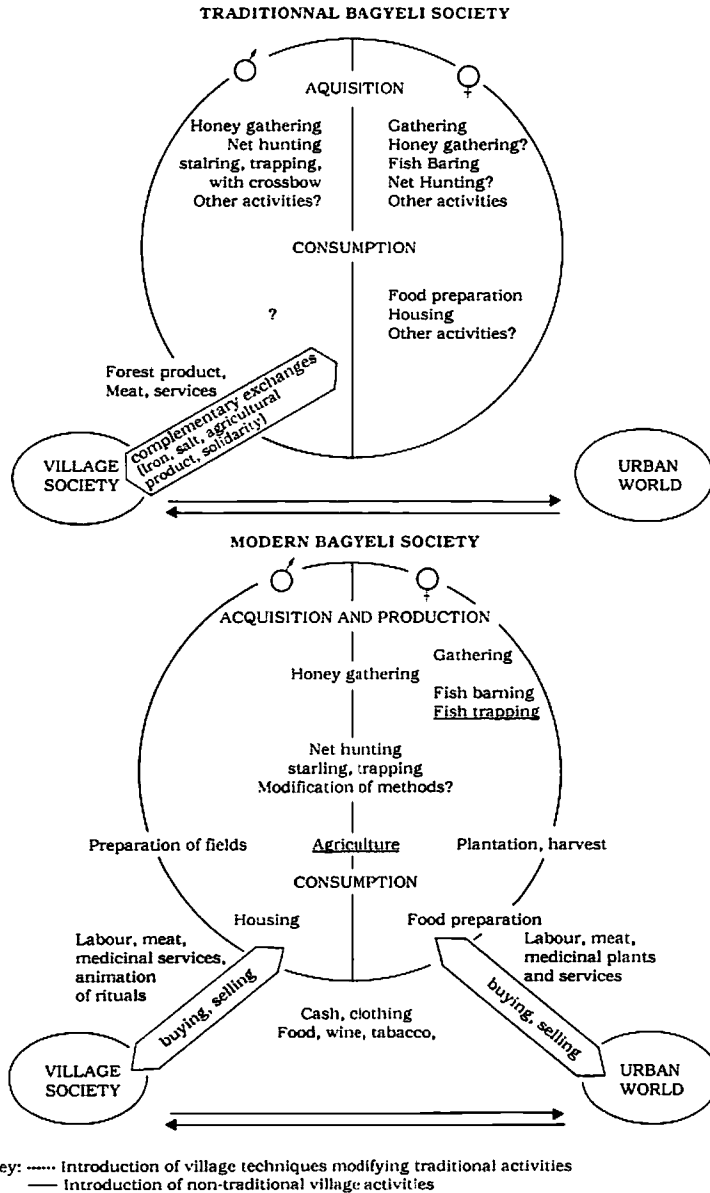 TRADITIONNAL BAGYELI SOCIETY
AQUISITION
Honey gathering
Net hunting
stalring, trapping,
with crossbow
Other activities?
Gathering
Honey gathering?
Fish Baring
Net Hunting?
Other activities
CONSUMPTION
?
Food preparation
Housing
Other activities?
Forest product,
Meat, services
complementary exchanges
(Iron, salt, agricultural
product, solidarity)
VILLAGE
SOCIETY
URBAN
WORLD
MODERN BAGYELI SOCIETY
ACQUISITION AND PRODUCTION
Gathering
Honey gathering
Fish barning
Fish trapping
Net hunting
starling, trapping
Modification of methods?
Preparation of fields
Agriculture
Plantation, harvest
CONSUMPTION
Housing
Food preparation
Labour, meat,
medicinal services,
animation
of rituals
buying, selling
Labour, meat,
medicinal plants
and services
buying, selling
Cash, clothing
Food, wine, tabacco,
VILLAGE
SOCIETY
URBAN
WORLD
ey: ------ Introduction of village techniques modifying traditional activities
—— Introduction of non-traditional village activities